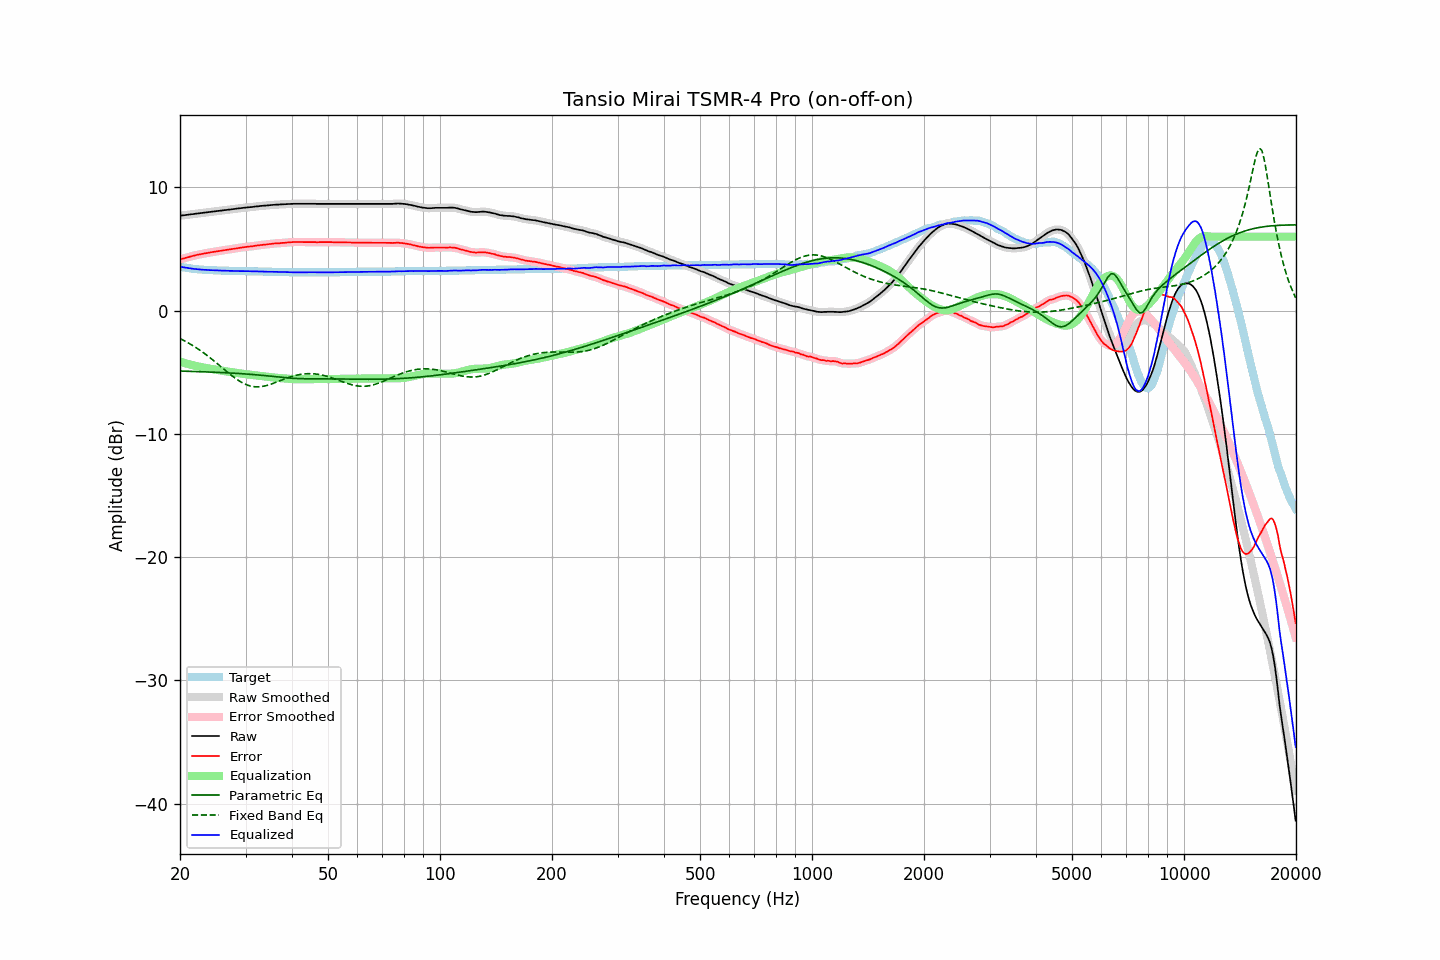 Tansio Mirai TSMR-4 Pro (on-off-on)
Amplitude (dBr)
10
0
−10
−20
−30
−40
Target
Raw Smoothed
Error Smoothed
Raw
Error
Equalization
Parametric Eq
Fixed Band Eq
Equalized
20 50 100 200 500 1000 2000 5000 10000 20000
Frequency (Hz)